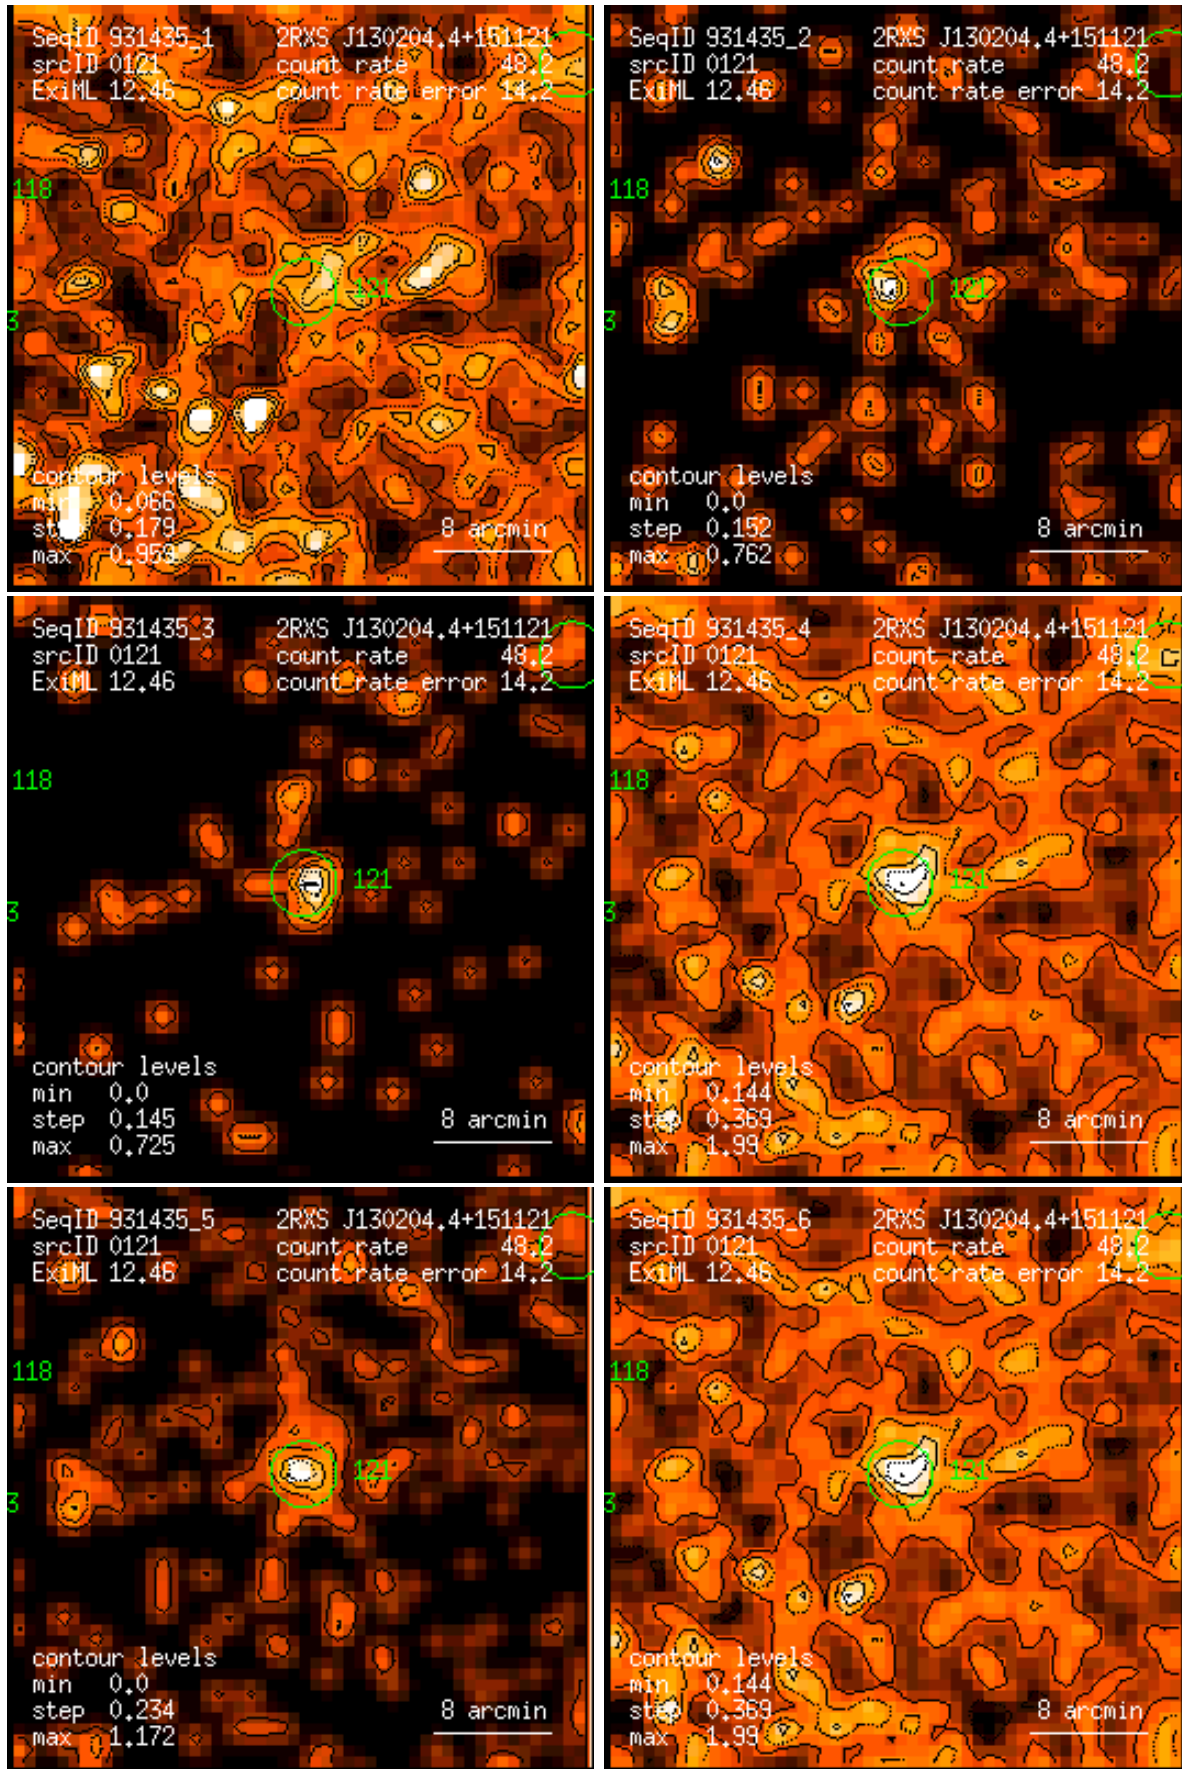 SeqID 931435_1 2RXS J130204.4+151121
srcID 0121 count rate 48.2
ExiML 12.46 count rate error 14.2
118
121
3
contour levels
min 0.066
step 0.179 8 arcmin
max 0.959
SeqID 931435_2 2RXS J130204.4+151121
srcID 0121 count rate 48.2
ExiML 12.46 count rate error 14.2
118
121
3
contour levels
min 0.0
step 0.152 8 arcmin
max 0.762
SeqID 931435_3 2RXS J130204.4+151121
srcID 0121 count rate 48.2
ExiML 12.46 count rate error 14.2
118
121
3
contour levels
min 0.0
step 0.145 8 arcmin
max 0.725
SeqID 931435_4 2RXS J130204.4+151121
srcID 0121 count rate 48.2
ExiML 12.46 count rate error 14.2
118
121
3
contour levels
min 0.144
step 0.369 8 arcmin
max 1.99
SeqID 931435_5 2RXS J130204.4+151121
srcID 0121 count rate 48.2
ExiML 12.46 count rate error 14.2
118
121
3
contour levels
min 0.0
step 0.234 8 arcmin
max 1.172
SeqID 931435_6 2RXS J130204.4+151121
srcID 0121 count rate 48.2
ExiML 12.46 count rate error 14.2
118
121
3
contour levels
min 0.144
step 0.369 8 arcmin
max 1.99